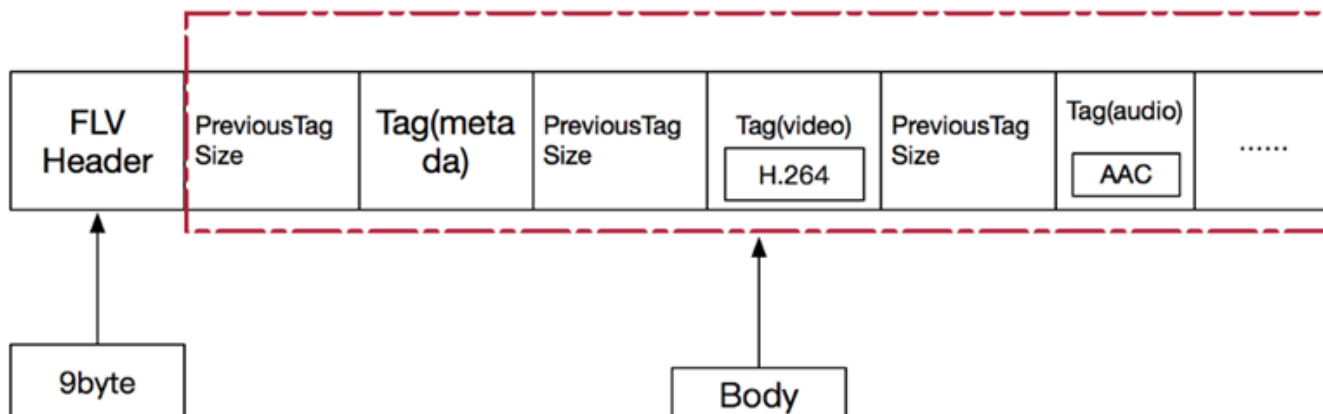 FLV
Header
PreviousTag
Size
Tag(meta
da)
PreviousTag
Size
Tag(video)
H.264
PreviousTag
Size
Tag(audio)
AAC
......
9byte
Body